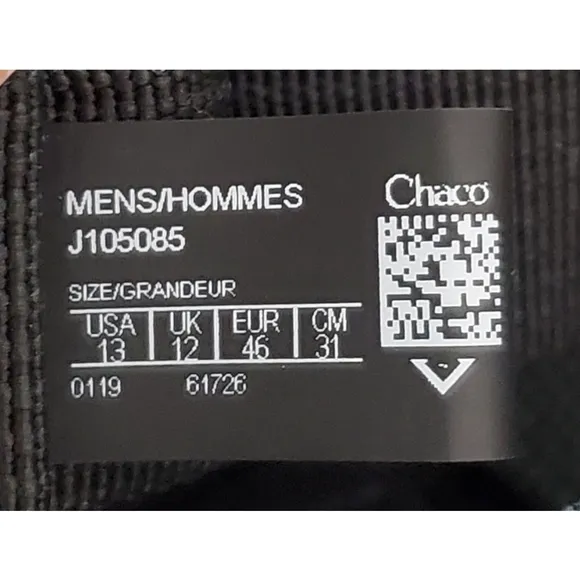 MENS/HOMMES
J105085
Chaco
SIZE/GRANDEUR
USA UK EUR CM
13 12 46 31
0119 61726